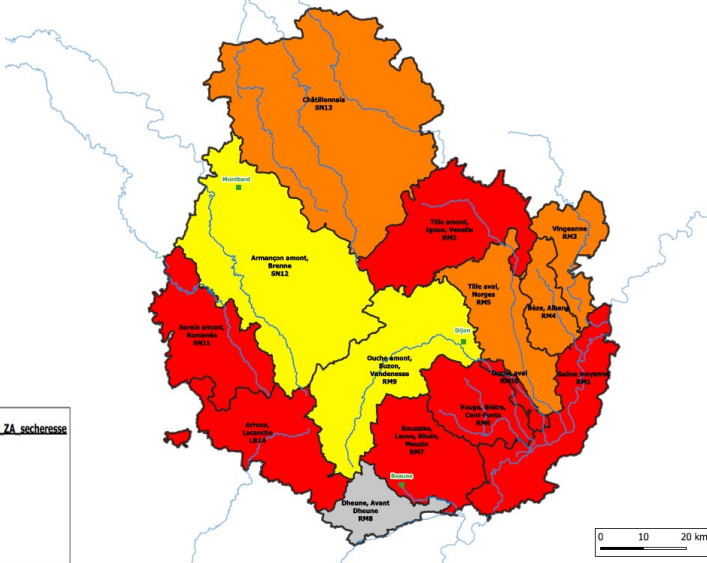 Châtillonnais
SN13
Montbard
Tille amont,
Ignon, Venelle
RM2
Vingeanne
RM3
Armançon amont,
Brenne
SN12
Tille aval,
Norges
RM5
Bèze, Albane
RM4
Serein amont,
Romanée
SN11
Dijon
Ouche amont,
Suzon,
Vandenesse
RM9
Ouche aval
RM10
Saône moyenne
RM1
Vouge, Biètre,
Cent-Fonts
RM6
Arroux,
Lacanche
LB14
Bouzaise,
Lauve, Rhoin,
Meuzin
RM7
ZA_secheresse
Beaune
Dheune, Avant
Dheune
RM8
0 10 20 km